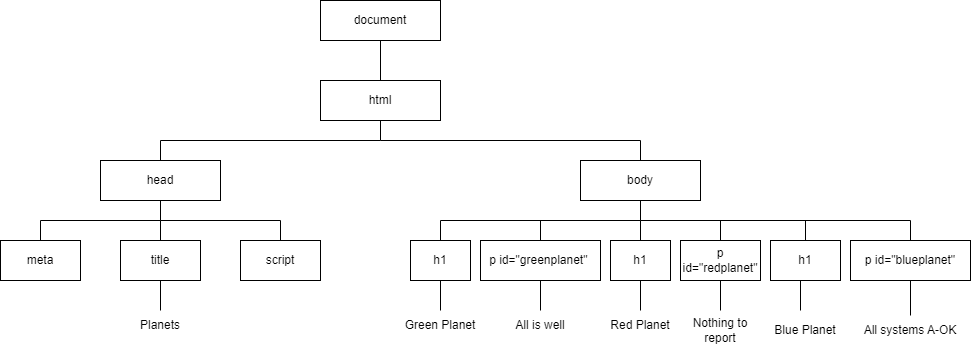 document
html
head
body
meta
title
script
h1
p id="greenplanet"
h1
p
id="redplanet"
h1
p id="blueplanet"
Planets
Green Planet
All is well
Red Planet
Nothing to
report
Blue Planet
All systems A-OK